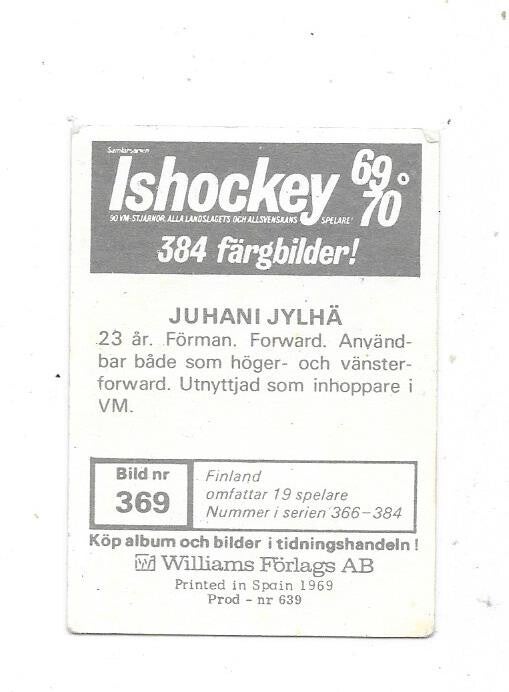 Samlarserien
Ishockey 69 70
90 VM-STJÄRNOR, ALLA LANDSLAGETS OCH ALLSVENSKANS SPELARE!
384 färgbilder!
JUHANI JYLHÄ
23 år. Förman. Forward. Använd-
bar både som höger- och vänster-
forward. Utnyttjad som inhoppare i
VM.
Bild nr
369
Finland
omfattar 19 spelare
Nummer i serien 366-384
Köp album och bilder i tidningshandeln!
W Williams Förlags AB
Printed in Spain 1969
Prod - nr 639